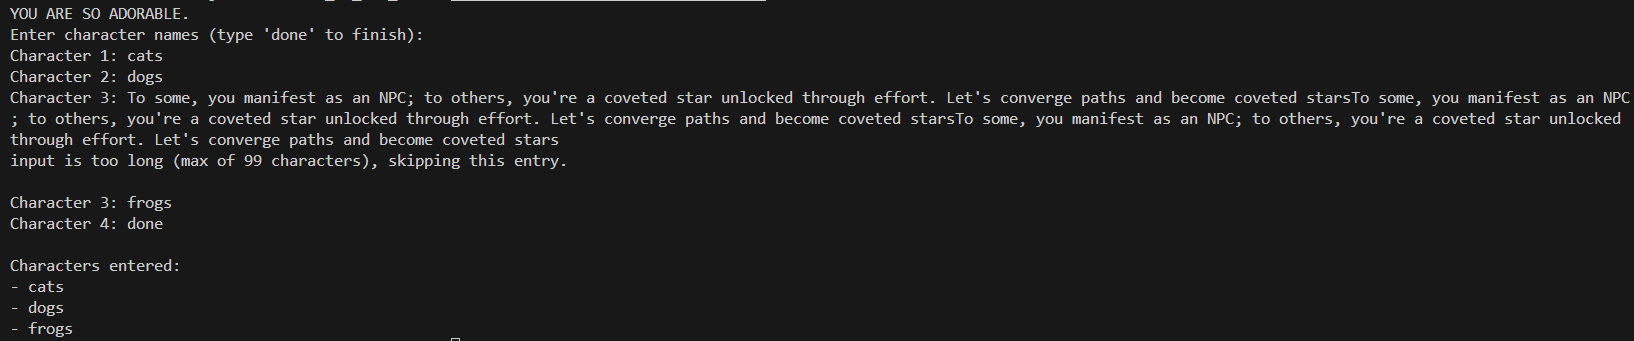 YOU ARE SO ADORABLE.
Enter character names (type 'done' to finish):
Character 1: cats
Character 2: dogs
Character 3: To some, you manifest as an NPC; to others, you're a coveted star unlocked through effort. Let's converge paths and become coveted starsTo some, you manifest as an NPC
; to others, you're a coveted star unlocked through effort. Let's converge paths and become coveted starsTo some, you manifest as an NPC; to others, you're a coveted star unlocked
through effort. Let's converge paths and become coveted stars
input is too long (max of 99 characters), skipping this entry.
Character 3: frogs
Character 4: done
Characters entered:
- cats
- dogs
- frogs